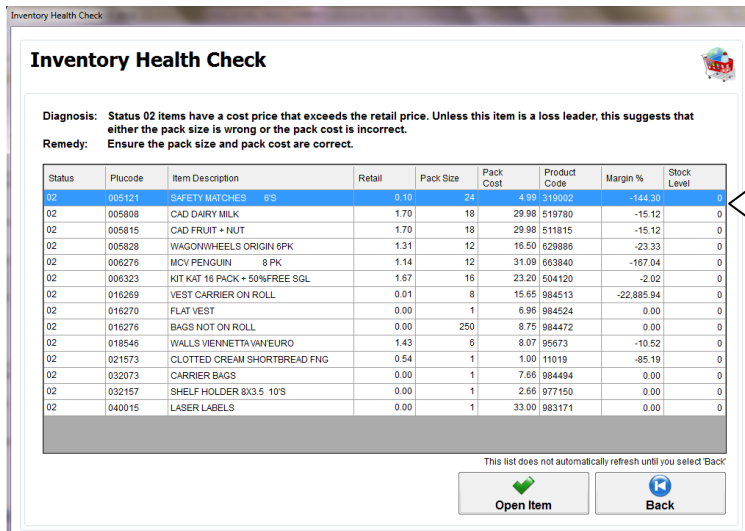 Inventory Health Check
Inventory Health Check
Diagnosis: Status 02 items have a cost price that exceeds the retail price. Unless this item is a loss leader, this suggests that
either the pack size is wrong or the pack cost is incorrect.
Remedy: Ensure the pack size and pack cost are correct.
Status Plucode Item Description Retail Pack Size Pack Cost Product Code Margin % Stock Level
02 005121 SAFETY MATCHES 6'S 0.10 24 4.99 319002 -144.30 0
02 005808 CAD DAIRY MILK 1.70 18 29.98 519780 -15.12 0
02 005815 CAD FRUIT + NUT 1.70 18 29.98 511815 -15.12 0
02 005828 WAGONWHEELS ORIGIN 6PK 1.31 12 16.50 629886 -23.33 0
02 006276 MCV PENGUIN 8 PK 1.14 12 31.09 663840 -167.04 0
02 006323 KIT KAT 16 PACK + 50%FREE SGL 1.67 16 23.20 504120 -2.02 0
02 016269 VEST CARRIER ON ROLL 0.01 8 15.65 984513 -22,885.94 0
02 016270 FLAT VEST 0.00 1 6.96 984524 0.00 0
02 016276 BAGS NOT ON ROLL 0.00 250 8.75 984472 0.00 0
02 018546 WALLS VIENNETTA VAN'EURO 1.43 6 8.07 95673 -10.52 0
02 021573 CLOTTED CREAM SHORTBREAD FNG 0.54 1 1.00 11019 -85.19 0
02 032073 CARRIER BAGS 0.00 1 7.66 984494 0.00 0
02 032157 SHELF HOLDER 8X3.5 10'S 0.00 1 2.66 977150 0.00 0
02 040015 LASER LABELS 0.00 1 33.00 983171 0.00 0
This list does not automatically refresh until you select 'Back'
Open Item Back